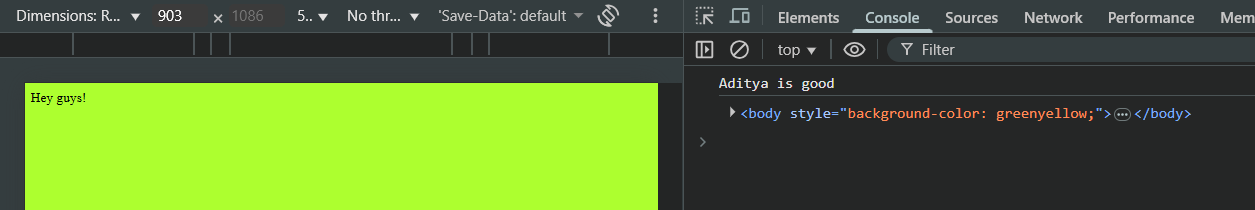 Dimensions: R... ▼ 903 × 1086 5.. ▼ No thr... ▼ 'Save-Data': default ▼
Elements Console Sources Network Performance Mem
top ▼ Filter
Hey guys!
Aditya is good
<body style="background-color: greenyellow;">…</body>